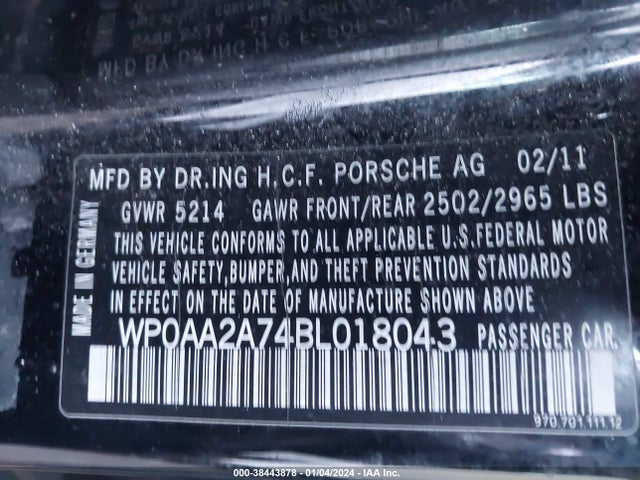 MFD BY DR.ING H.C.F. PORSCHE AG 02/11
GVWR 5214 GAWR FRONT/REAR 2502/2965 LBS
THIS VEHICLE CONFORMS TO ALL APPLICABLE U.S.FEDERAL MOTOR
VEHICLE SAFETY,BUMPER,AND THEFT PREVENTION STANDARDS
IN EFFECT ON THE DATE OF MANUFACTURE SHOWN ABOVE
WP0AA2A74BL018043 PASSENGER CAR.
MADE IN GERMANY
970.701.111.12
000-38443878 - 01/04/2024 - IAA Inc.